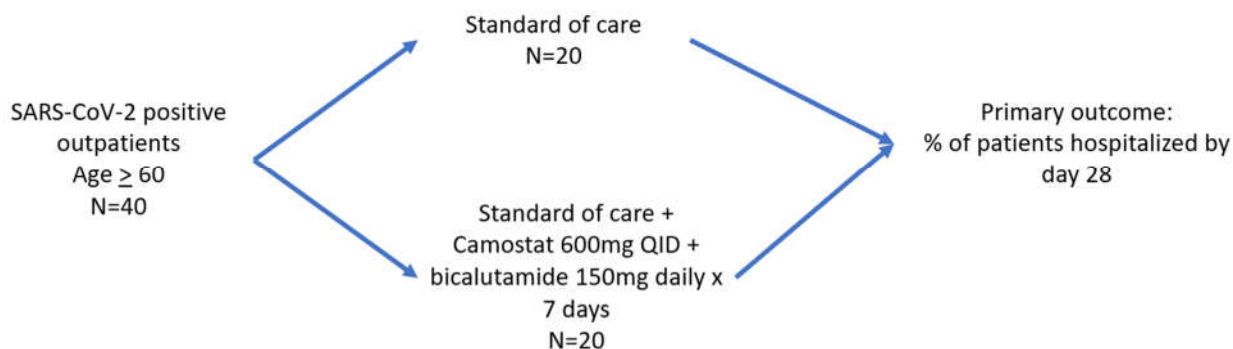 Standard of care
N=20
SARS-CoV-2 positive
outpatients
Age ≥ 60
N=40
Primary outcome:
% of patients hospitalized by
day 28
Standard of care +
Camostat 600mg QID +
bicalutamide 150mg daily x
7 days
N=20